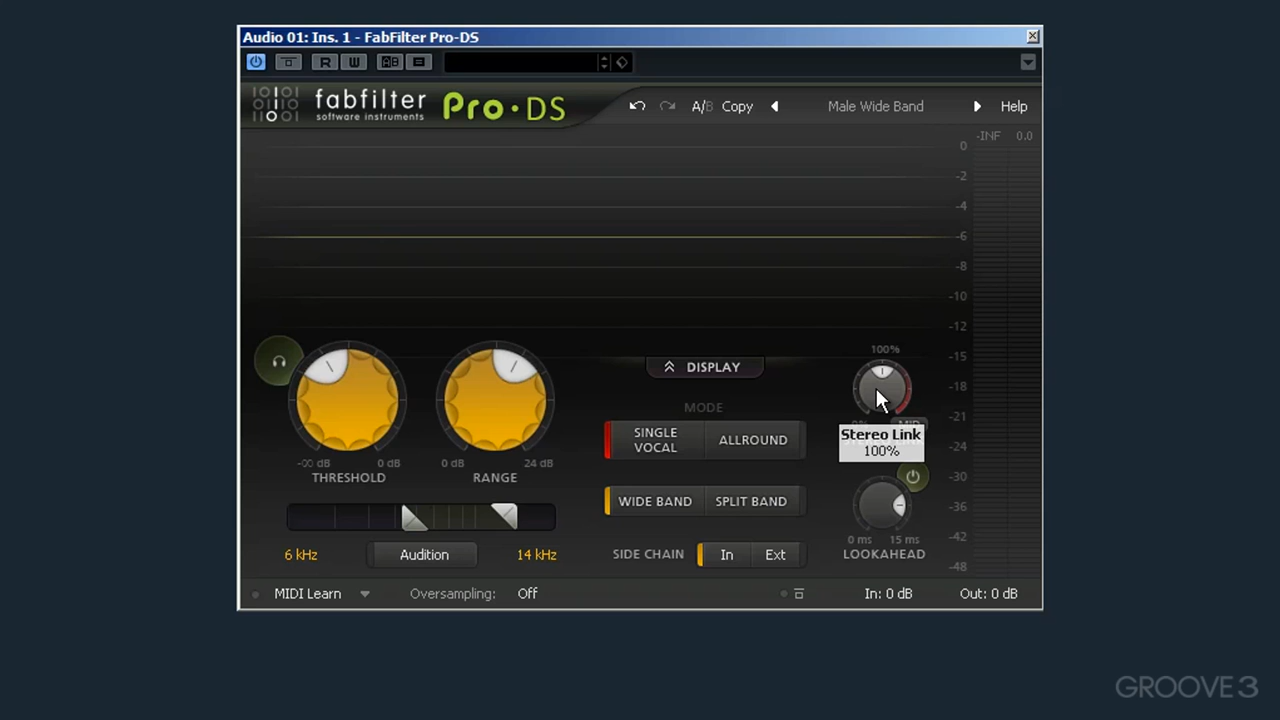 Audio 01: Ins. 1 - FabFilter Pro-DS
R W AB
fabfilter
software instruments
Pro·DS
A/B Copy Male Wide Band Help
-INF 0.0
0
-2
-4
-6
-8
-10
-12
-15
-18
-21
-24
-30
-36
-42
-48
100%
DISPLAY
MODE
SINGLE VOCAL ALLROUND
Stereo Link
100%
-∞ dB 0 dB 0 dB 24 dB
THRESHOLD RANGE
WIDE BAND SPLIT BAND
0 ms 15 ms
LOOKAHEAD
6 kHz Audition 14 kHz
SIDE CHAIN In Ext
MIDI Learn Oversampling: Off In: 0 dB Out: 0 dB
GROOVE3